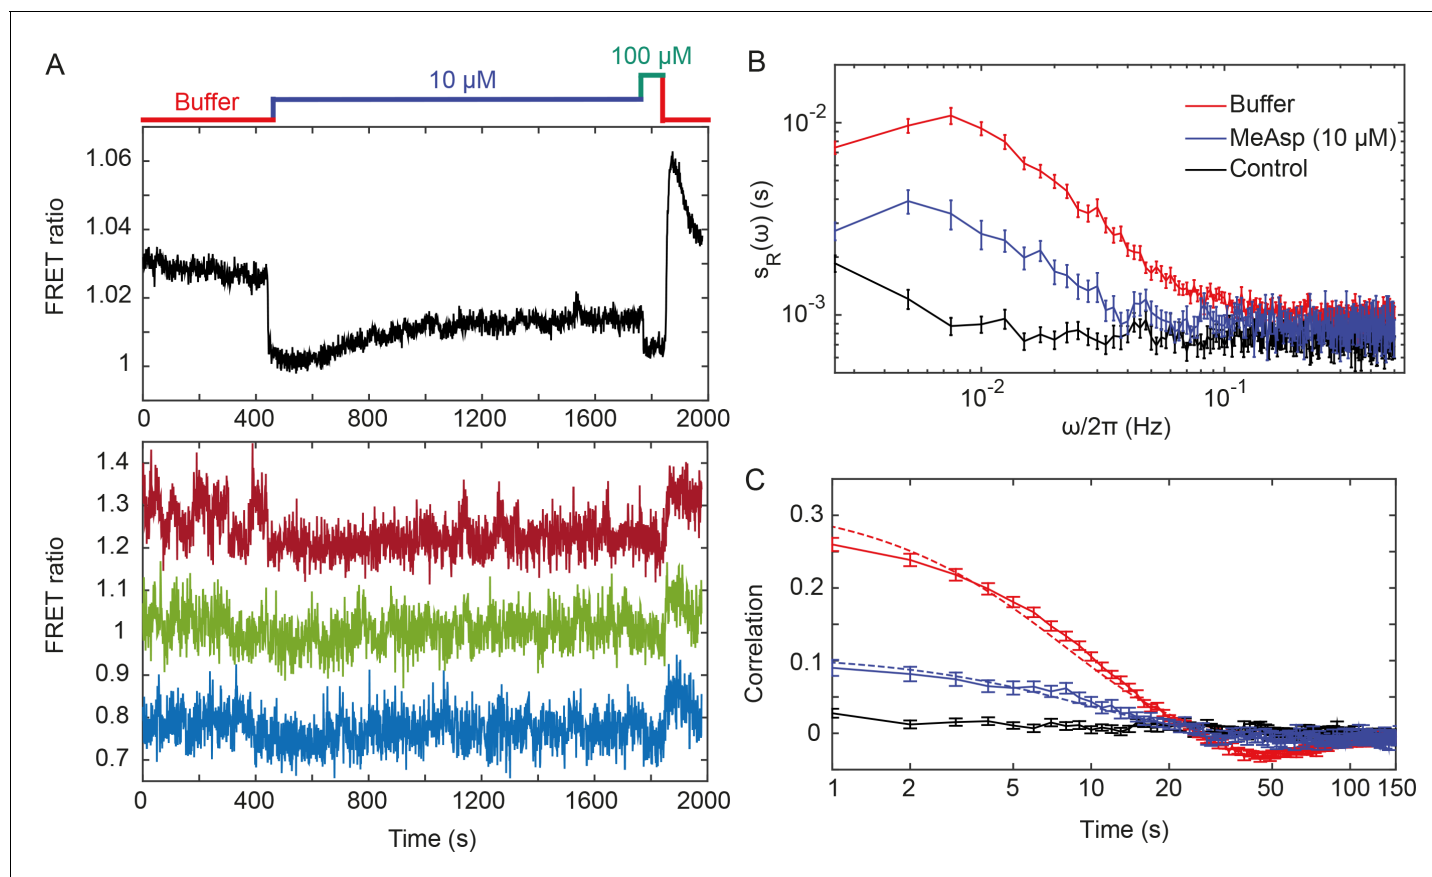 A
100 μM
10 μM
Buffer
FRET ratio
1.06
1.04
1.02
1
0 400 800 1200 1600 2000
FRET ratio
1.4
1.3
1.2
1.1
1
0.9
0.8
0.7
0 400 800 1200 1600 2000
Time (s)
B
s_R(ω) (s)
10^-2
10^-3
Buffer
MeAsp (10 μM)
Control
10^-2 10^-1
ω/2π (Hz)
C
Correlation
0.3
0.2
0.1
0
1 2 5 10 20 50 100 150
Time (s)